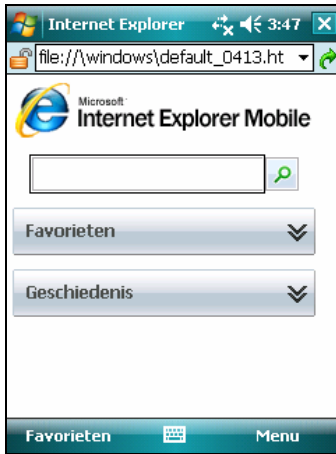 Internet Explorer 3:47
file://\windows\default_0413.ht
Microsoft
Internet Explorer Mobile
Favorieten
Geschiedenis
Favorieten Menu